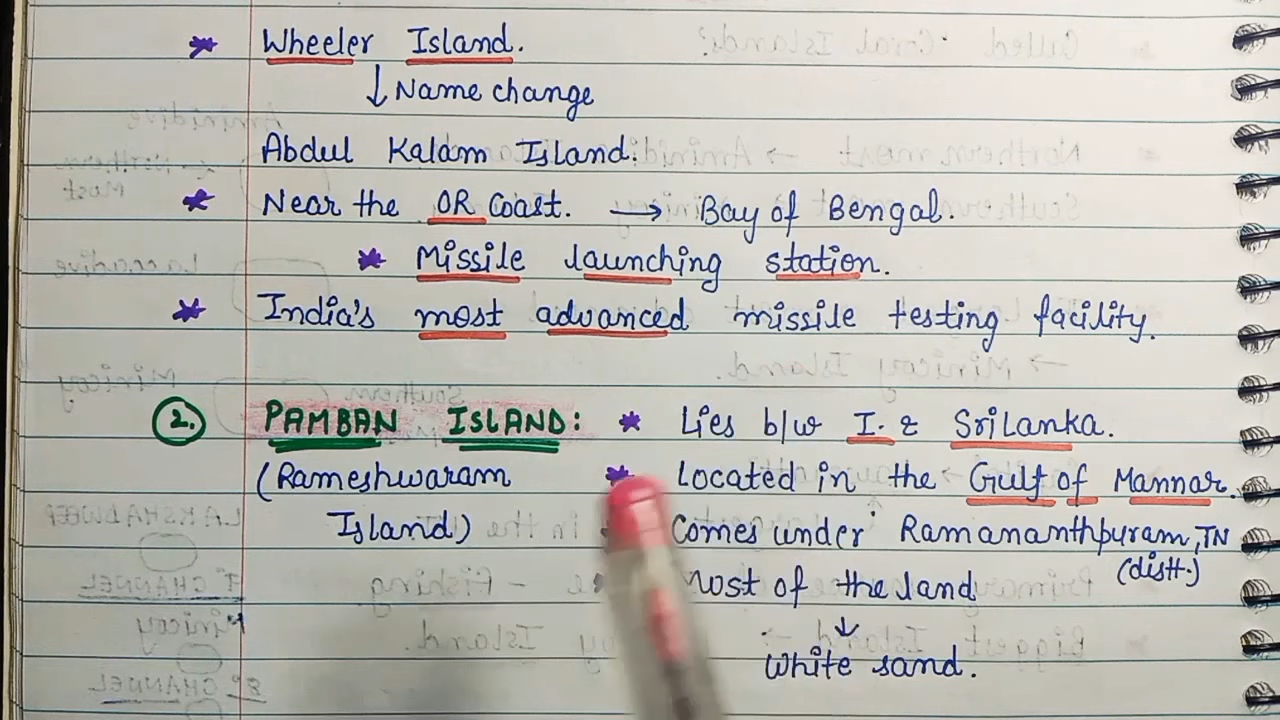 * Wheeler Island.
↓ Name change
Abdul Kalam Island.
* Near the OR Coast. → Bay of Bengal.
* Missile launching station.
* India's most advanced missile testing facility.
2. PAMBAN ISLAND: * Lies b/w I. & Srilanka.
(Rameshwaram * Located in the Gulf of Mannar.
Island) Comes under Ramananthpuram, TN
(distt.)
Most of the land
↓
White sand.